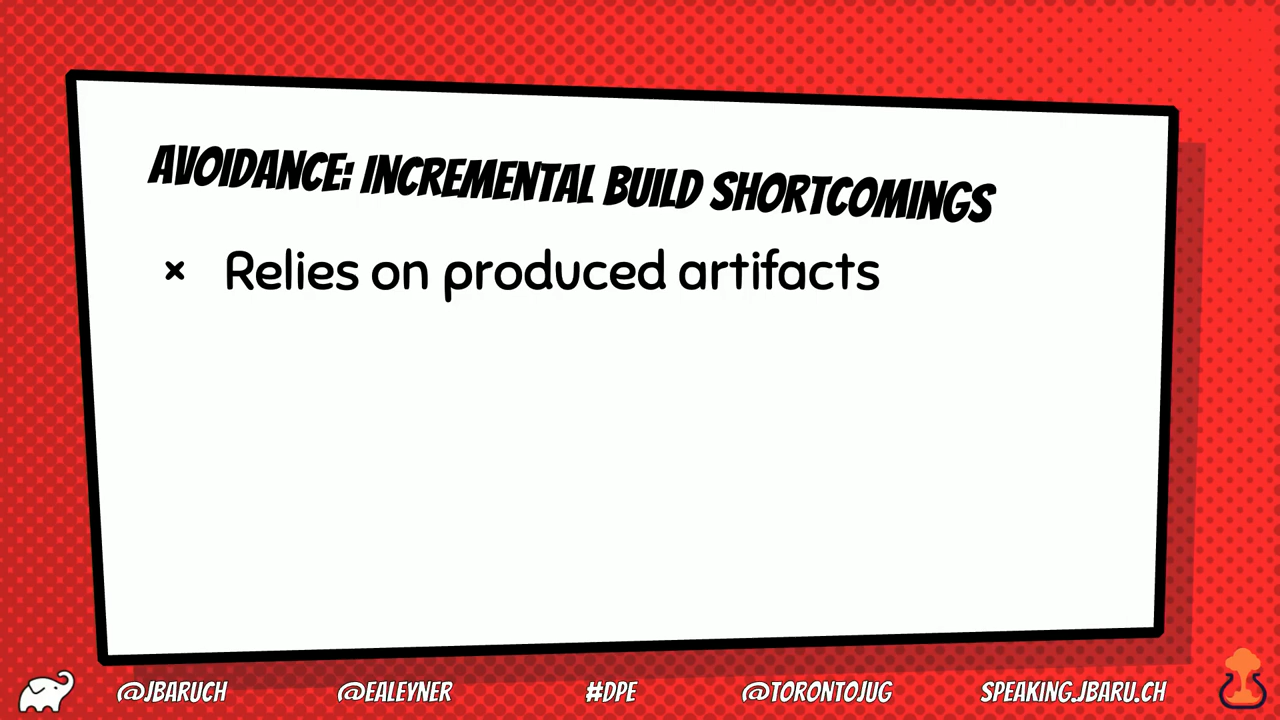 AVOIDANCE: INCREMENTAL BUILD SHORTCOMINGS
× Relies on produced artifacts
@JBARUCH @EALEYNER #DPE @TORONTOJUG SPEAKING.JBARU.CH